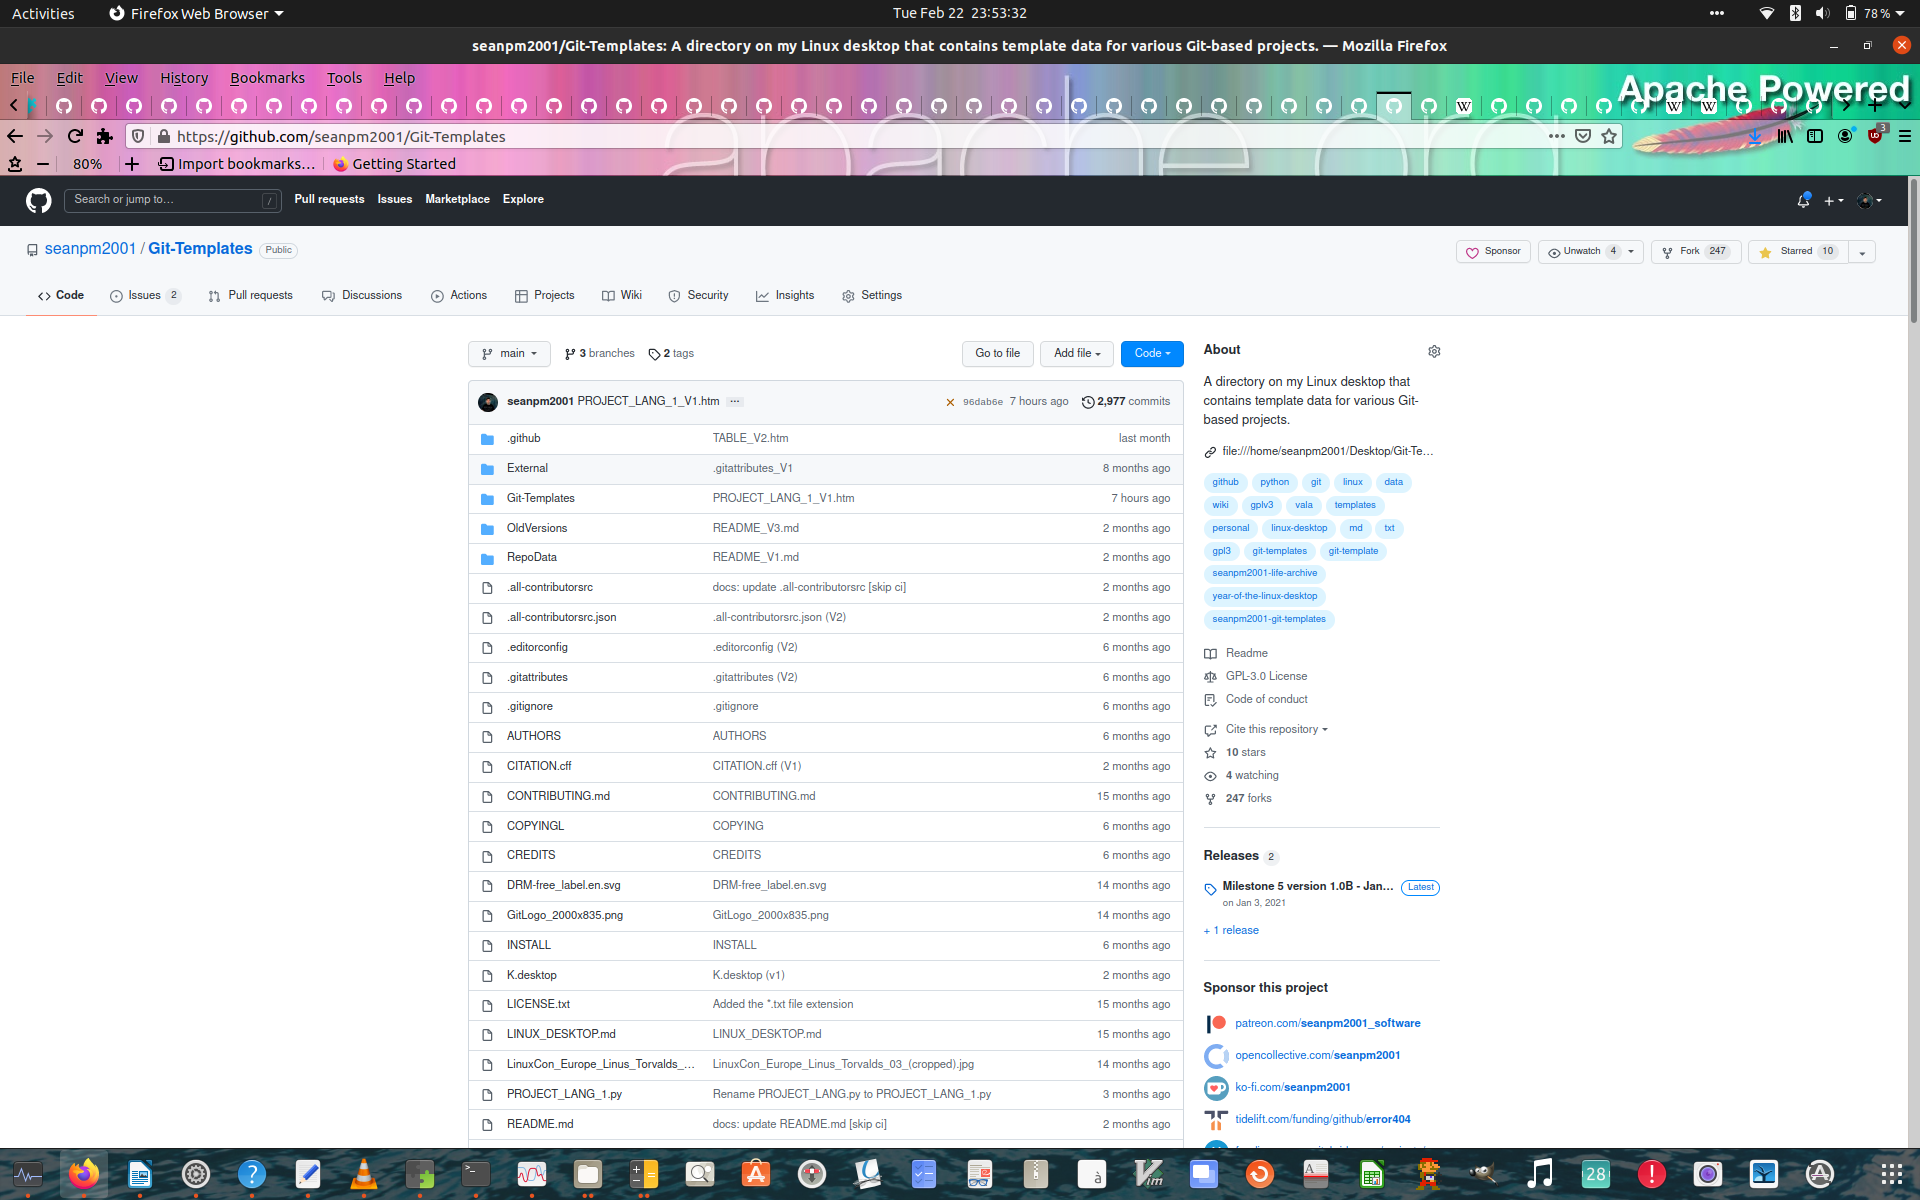 Activities Firefox Web Browser Tue Feb 22 23:53:32 78 %
seanpm2001/Git-Templates: A directory on my Linux desktop that contains template data for various Git-based projects. — Mozilla Firefox
File Edit View History Bookmarks Tools Help
Apache Powered
https://github.com/seanpm2001/Git-Templates 3
80% Import bookmarks... Getting Started
apache org
Search or jump to... / Pull requests Issues Marketplace Explore
seanpm2001 / Git-Templates Public Sponsor Unwatch 4 Fork 247 Starred 10
Code Issues 2 Pull requests Discussions Actions Projects Wiki Security Insights Settings
main 3 branches 2 tags Go to file Add file Code
seanpm2001 PROJECT_LANG_1_V1.htm ... 96dab6e 7 hours ago 2,977 commits
.github TABLE_V2.htm last month
External .gitattributes_V1 8 months ago
Git-Templates PROJECT_LANG_1_V1.htm 7 hours ago
OldVersions README_V3.md 2 months ago
RepoData README_V1.md 2 months ago
.all-contributorsrc docs: update .all-contributorsrc [skip ci] 2 months ago
.all-contributorsrc.json .all-contributorsrc.json (V2) 2 months ago
.editorconfig .editorconfig (V2) 6 months ago
.gitattributes .gitattributes (V2) 6 months ago
.gitignore .gitignore 6 months ago
AUTHORS AUTHORS 6 months ago
CITATION.cff CITATION.cff (V1) 2 months ago
CONTRIBUTING.md CONTRIBUTING.md 15 months ago
COPYINGL COPYING 6 months ago
CREDITS CREDITS 6 months ago
DRM-free_label.en.svg DRM-free_label.en.svg 14 months ago
GitLogo_2000x835.png GitLogo_2000x835.png 14 months ago
INSTALL INSTALL 6 months ago
K.desktop K.desktop (v1) 2 months ago
LICENSE.txt Added the *.txt file extension 15 months ago
LINUX_DESKTOP.md LINUX_DESKTOP.md 15 months ago
LinuxCon_Europe_Linus_Torvalds_... LinuxCon_Europe_Linus_Torvalds_03_(cropped).jpg 14 months ago
PROJECT_LANG_1.py Rename PROJECT_LANG.py to PROJECT_LANG_1.py 3 months ago
README.md docs: update README.md [skip ci] 2 months ago
About
A directory on my Linux desktop that
contains template data for various Git-
based projects.
file:///home/seanpm2001/Desktop/Git-Te...
github python git linux data
wiki gplv3 vala templates
personal linux-desktop md txt
gpl3 git-templates git-template
seanpm2001-life-archive
year-of-the-linux-desktop
seanpm2001-git-templates
Readme
GPL-3.0 License
Code of conduct
Cite this repository
10 stars
4 watching
247 forks
Releases 2
Milestone 5 version 1.0B - Jan... Latest
on Jan 3, 2021
+ 1 release
Sponsor this project
patreon.com/seanpm2001_software
opencollective.com/seanpm2001
ko-fi.com/seanpm2001
tidelift.com/funding/github/error404
28